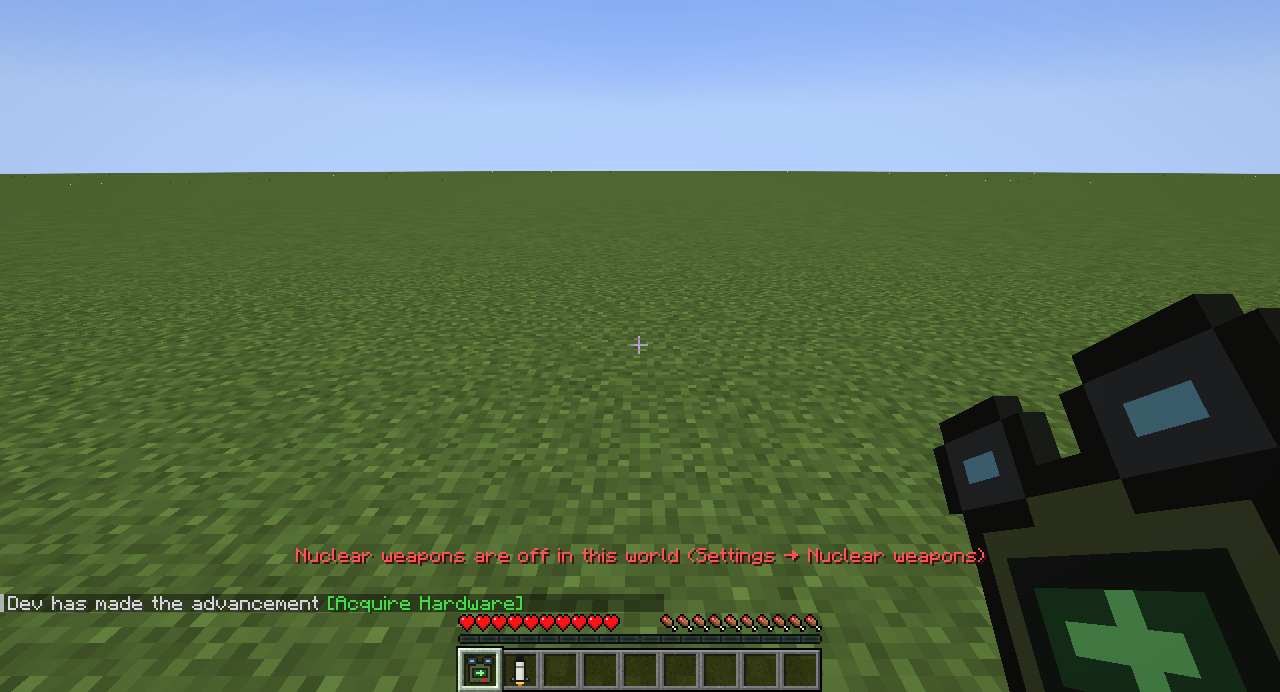 Nuclear weapons are off in this world (Settings → Nuclear weapons)
Dev has made the advancement [Acquire Hardware]